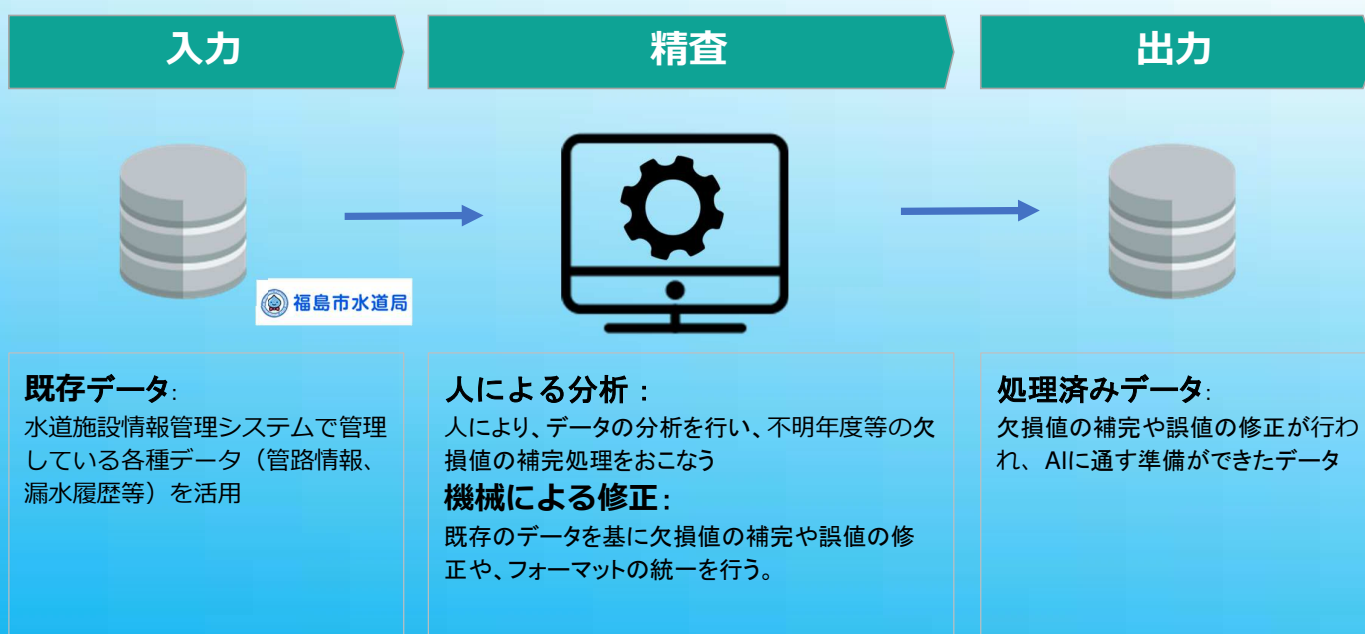 入力
精査
出力
福島市水道局
既存データ:
水道施設情報管理システムで管理
している各種データ（管路情報、
漏水履歴等）を活用
人による分析：
人により、データの分析を行い、不明年度等の欠
損値の補完処理をおこなう
機械による修正:
既存のデータを基に欠損値の補完や誤値の修
正や、フォーマットの統一を行う。
処理済みデータ:
欠損値の補完や誤値の修正が行わ
れ、AIに通す準備ができたデータ